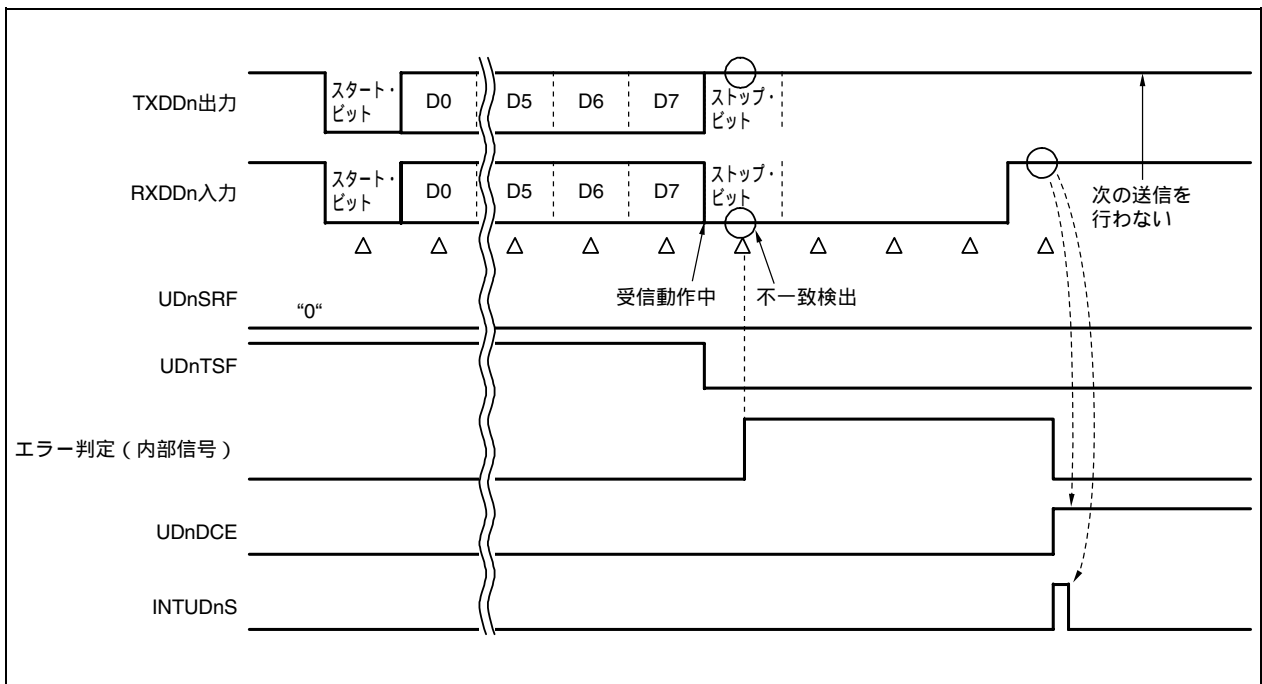 TXDDn出力
スタート・
ビット
D0
D5
D6
D7
ストップ・
ビット
RXDDn入力
スタート・
ビット
D0
D5
D6
D7
ストップ・
ビット
次の送信を
行わない
受信動作中
不一致検出
UDnSRF
“0“
UDnTSF
エラー判定（内部信号）
UDnDCE
INTUDnS